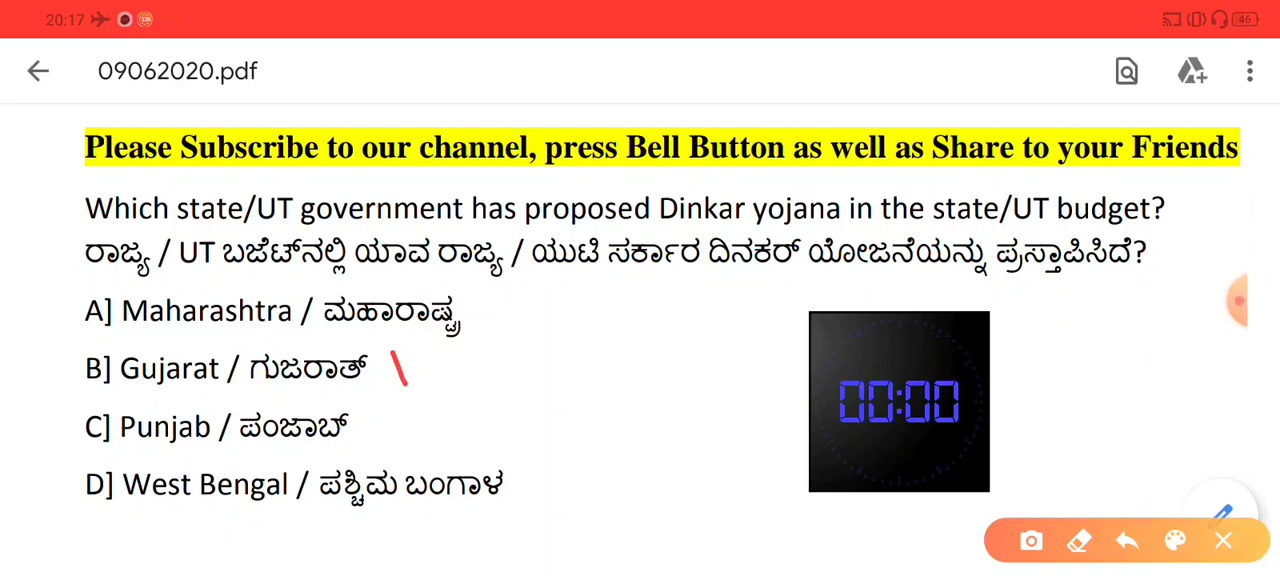 20:17
46
09062020.pdf
Please Subscribe to our channel, press Bell Button as well as Share to your Friends
Which state/UT government has proposed Dinkar yojana in the state/UT budget?
ರಾಜ್ಯ / UT ಬಜೆಟ್‌ನಲ್ಲಿ ಯಾವ ರಾಜ್ಯ / ಯುಟಿ ಸರ್ಕಾರ ದಿನಕರ್ ಯೋಜನೆಯನ್ನು ಪ್ರಸ್ತಾಪಿಸಿದೆ?
A] Maharashtra / ಮಹಾರಾಷ್ಟ್ರ
B] Gujarat / ಗುಜರಾತ್
C] Punjab / ಪಂಜಾಬ್
D] West Bengal / ಪಶ್ಚಿಮ ಬಂಗಾಳ
00:00